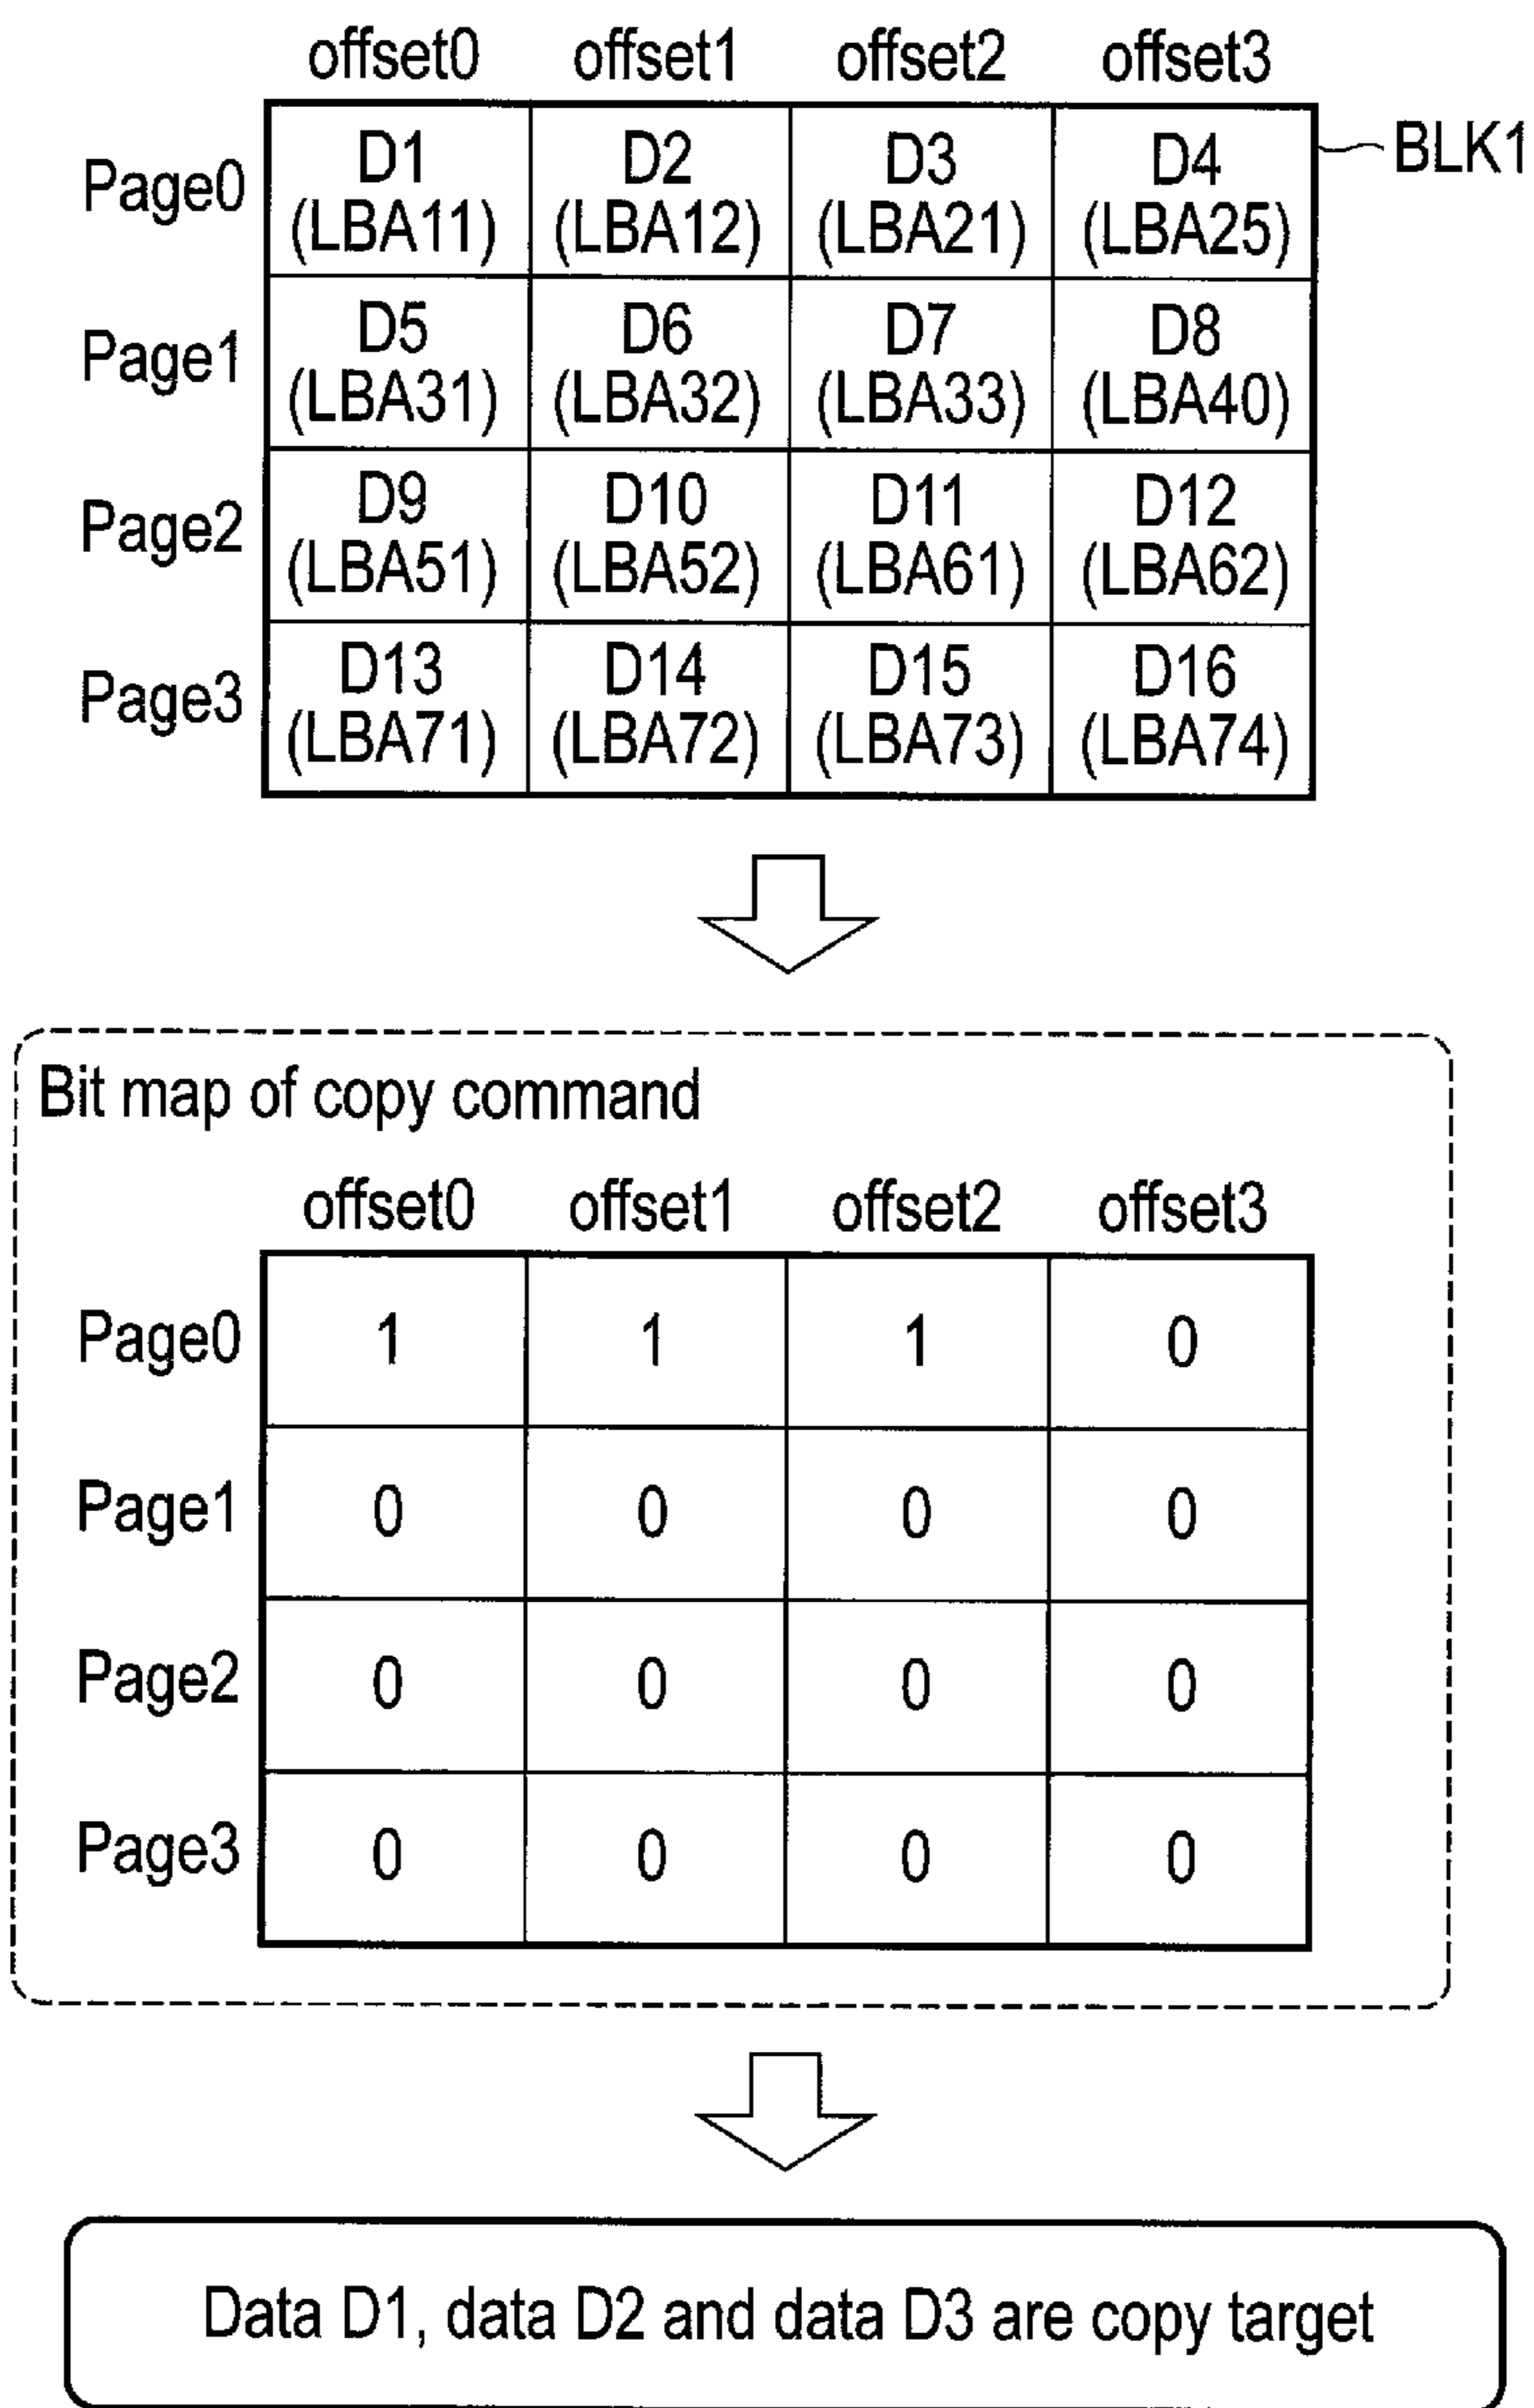 offset0 offset1 offset2 offset3
BLK1
Page0 D1 D2 D3 D4
(LBA11) (LBA12) (LBA21) (LBA25)
Page1 D5 D6 D7 D8
(LBA31) (LBA32) (LBA33) (LBA40)
Page2 D9 D10 D11 D12
(LBA51) (LBA52) (LBA61) (LBA62)
Page3 D13 D14 D15 D16
(LBA71) (LBA72) (LBA73) (LBA74)
Bit map of copy command
offset0 offset1 offset2 offset3
Page0 1 1 1 0
Page1 0 0 0 0
Page2 0 0 0 0
Page3 0 0 0 0
Data D1, data D2 and data D3 are copy target